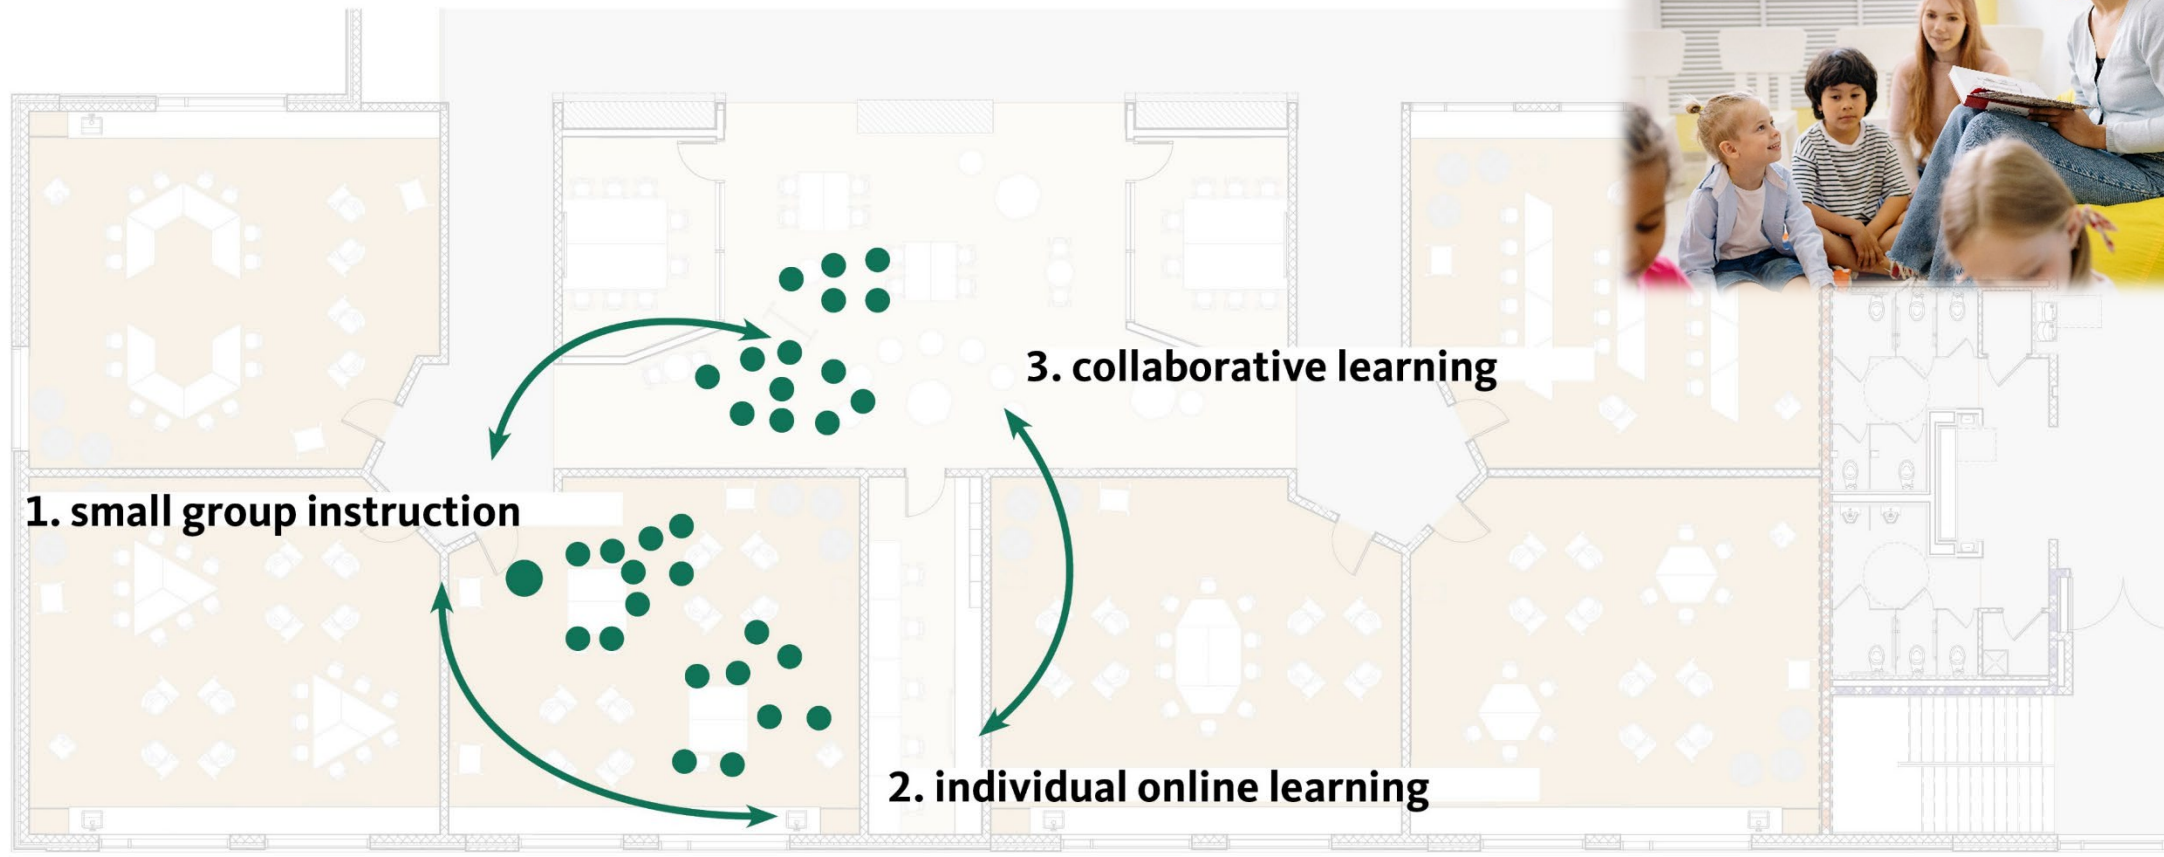 3. collaborative learning
1. small group instruction
2. individual online learning